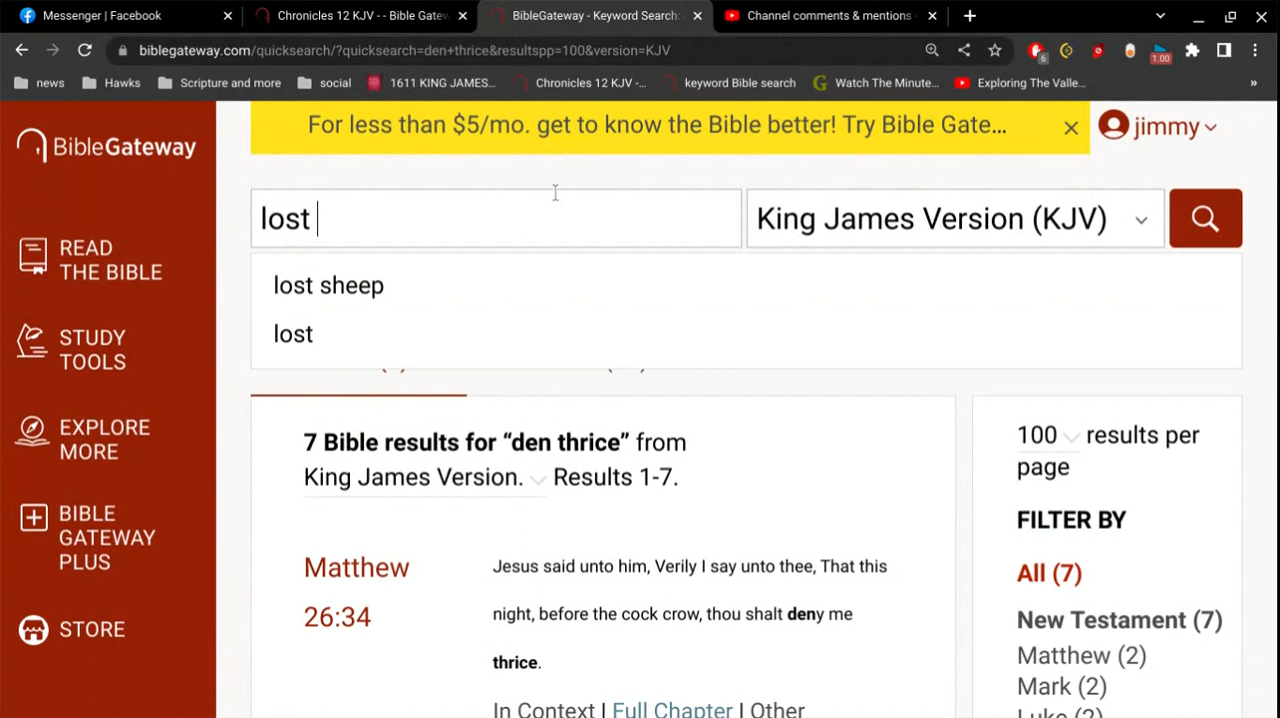 Messenger | Facebook
Chronicles 12 KJV - - Bible Gatew
BibleGateway - Keyword Search:
Channel comments & mentions -
biblegateway.com/quicksearch/?quicksearch=den+thrice&resultspp=100&version=KJV
6
1.00
news
Hawks
Scripture and more
social
1611 KING JAMES...
Chronicles 12 KJV -...
keyword Bible search
Watch The Minute...
Exploring The Valle...
»
BibleGateway
For less than $5/mo. get to know the Bible better! Try Bible Gate...
jimmy
lost
King James Version (KJV)
lost sheep
lost
READ
THE BIBLE
STUDY
TOOLS
EXPLORE
MORE
BIBLE
GATEWAY
PLUS
STORE
7 Bible results for “den thrice” from
King James Version. Results 1-7.
Matthew
26:34
Jesus said unto him, Verily I say unto thee, That this
night, before the cock crow, thou shalt deny me
thrice.
In Context | Full Chapter | Other
100 results per
page
FILTER BY
All (7)
New Testament (7)
Matthew (2)
Mark (2)
Luke (2)